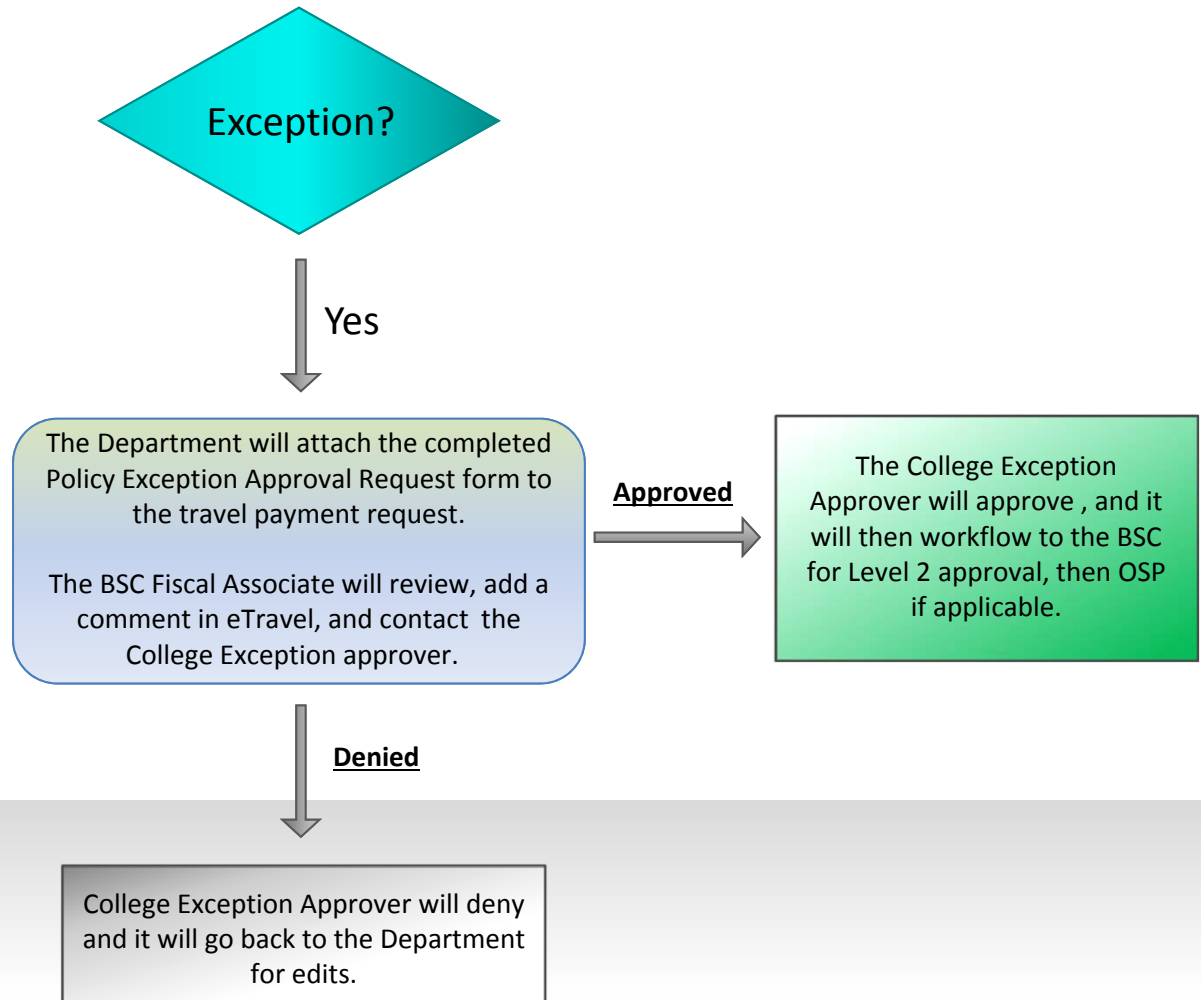 Exception?
Yes
The Department will attach the completed
Policy Exception Approval Request form to
the travel payment request.
The BSC Fiscal Associate will review, add a
comment in eTravel, and contact the
College Exception approver.
Approved
The College Exception
Approver will approve , and it
will then workflow to the BSC
for Level 2 approval, then OSP
if applicable.
Denied
College Exception Approver will deny
and it will go back to the Department
for edits.